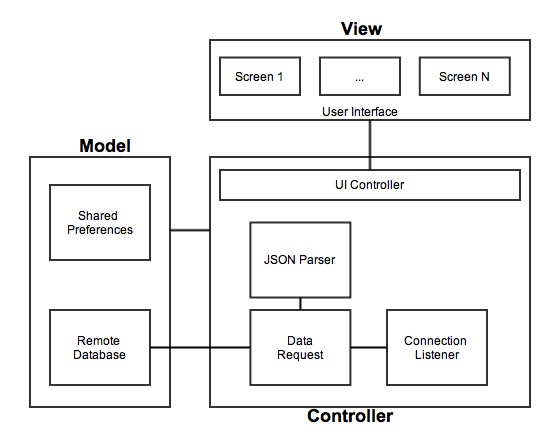 View
Screen 1
...
Screen N
User Interface
Model
Shared
Preferences
Remote
Database
UI Controller
JSON Parser
Data
Request
Connection
Listener
Controller